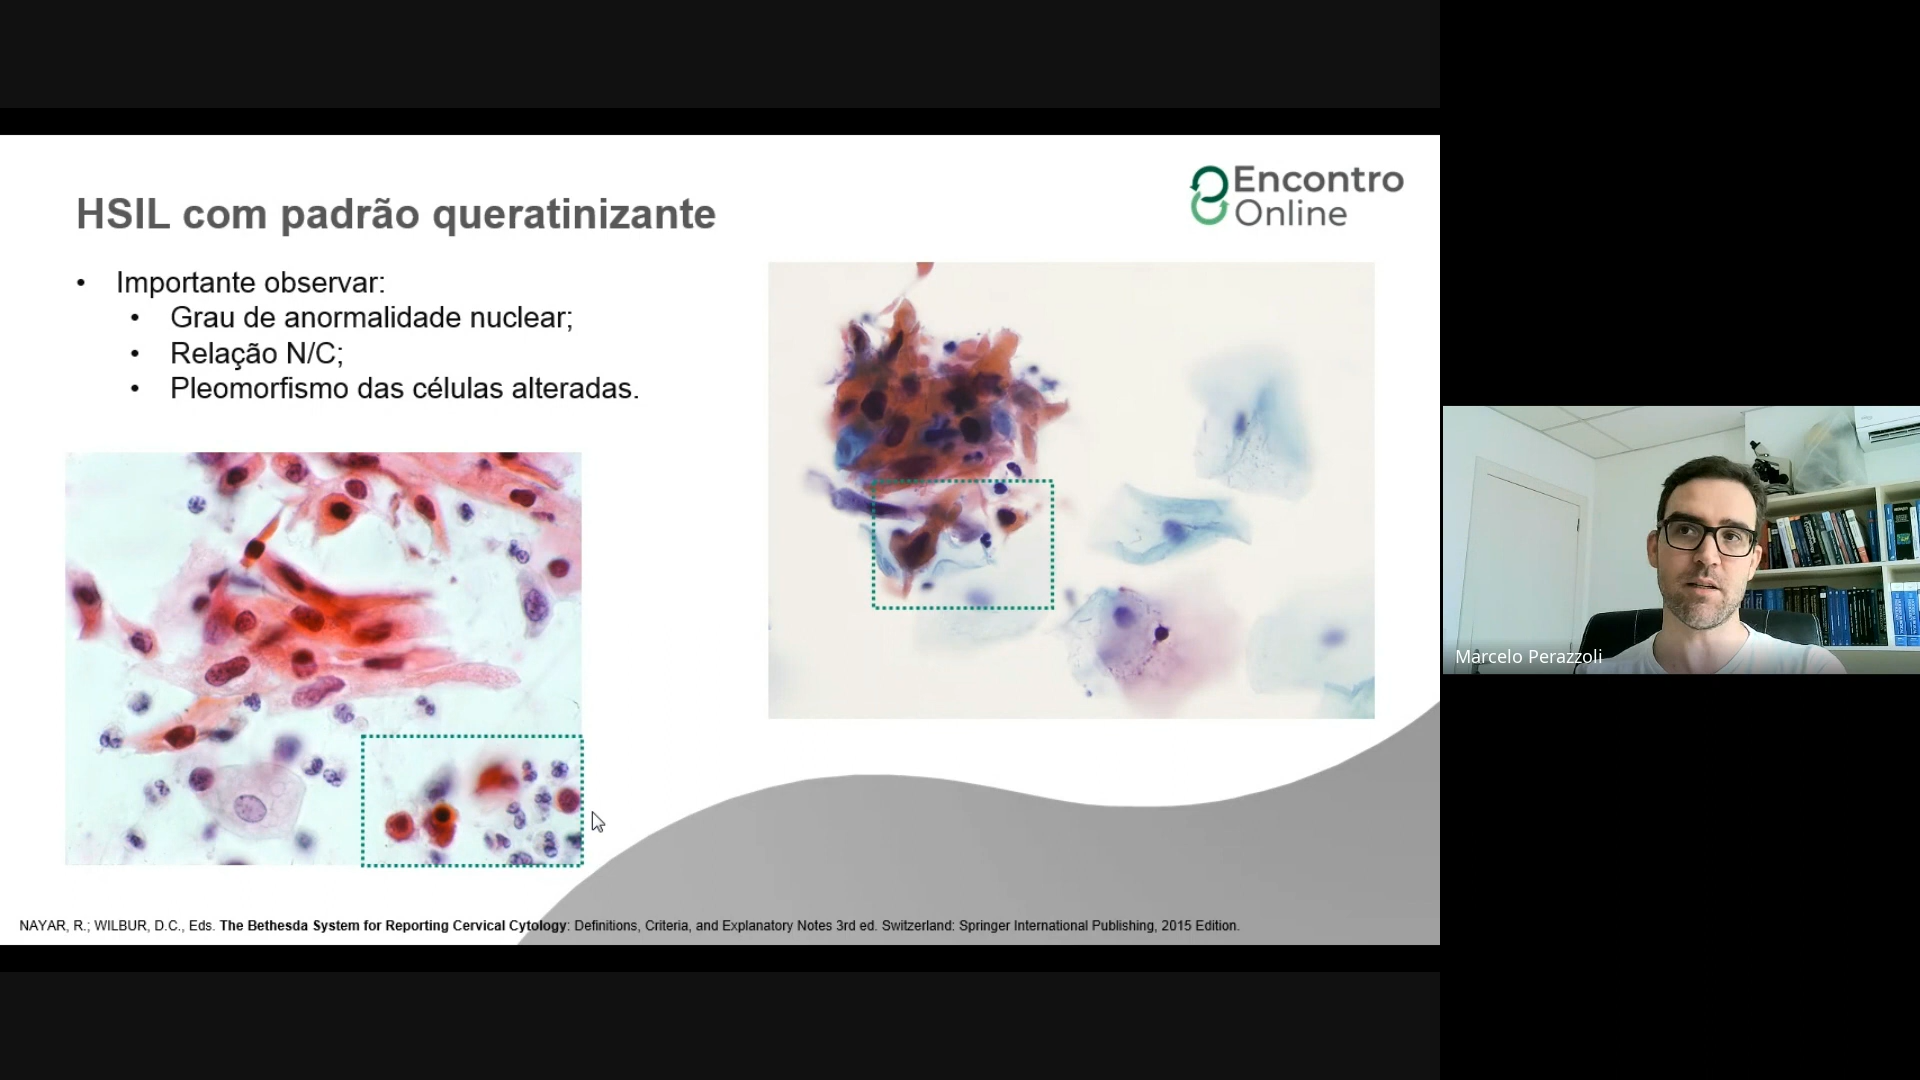 HSIL com padrão queratinizante
Encontro
Online
• Importante observar:
• Grau de anormalidade nuclear;
• Relação N/C;
• Pleomorfismo das células alteradas.
Marcelo Perazzoli
NAYAR, R.; WILBUR, D.C., Eds. The Bethesda System for Reporting Cervical Cytology: Definitions, Criteria, and Explanatory Notes 3rd ed. Switzerland: Springer International Publishing, 2015 Edition.